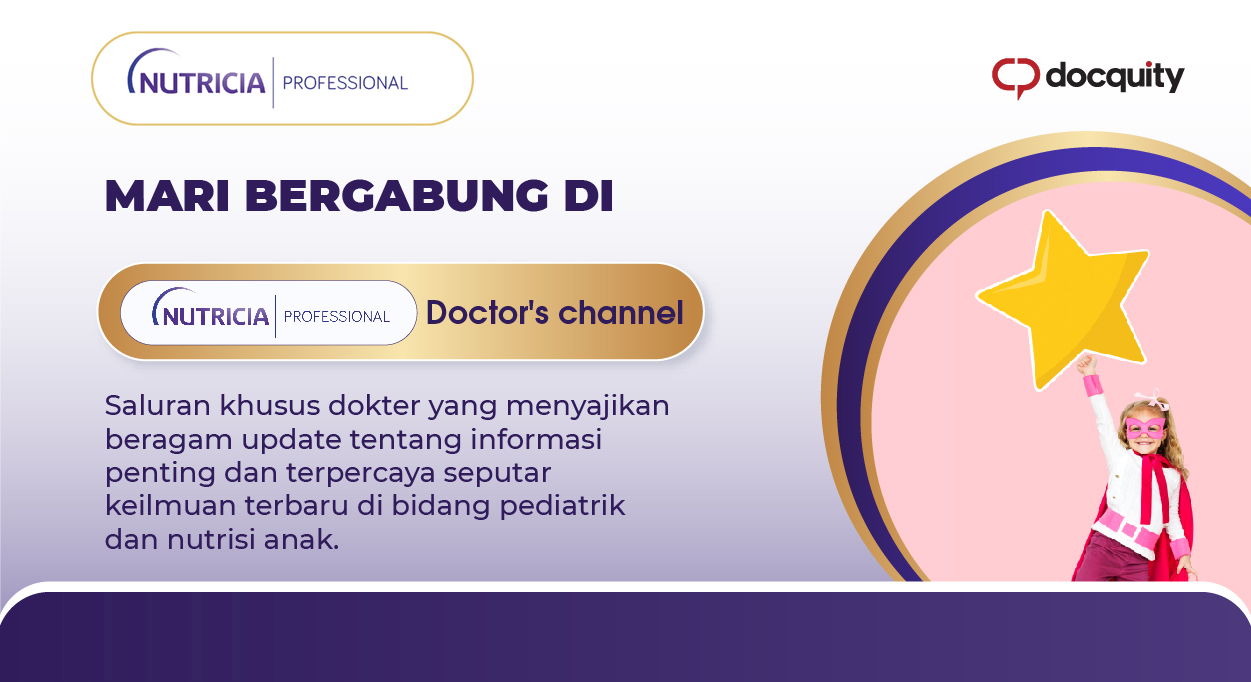 NUTRICIA PROFESSIONAL
docquity
MARI BERGABUNG DI
NUTRICIA PROFESSIONAL Doctor's channel
Saluran khusus dokter yang menyajikan
beragam update tentang informasi
penting dan terpercaya seputar
keilmuan terbaru di bidang pediatrik
dan nutrisi anak.